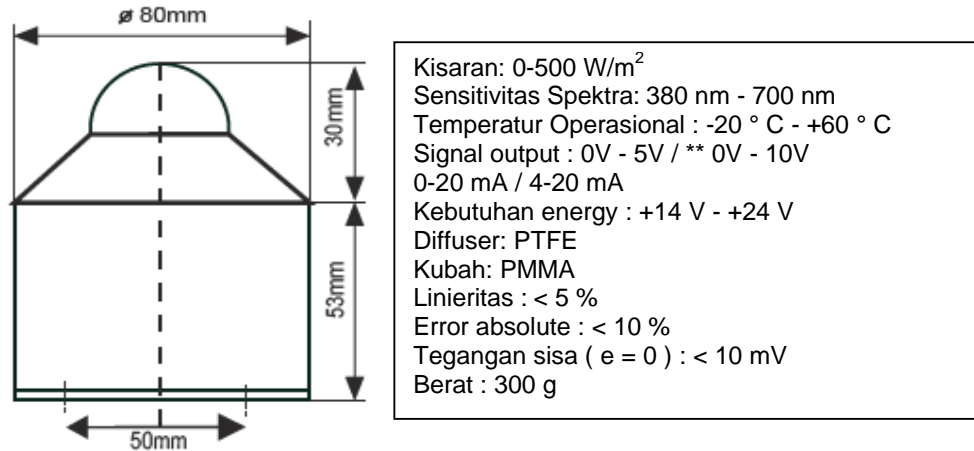 ø 80mm
30mm
53mm
50mm
Kisaran: 0-500 W/m²
Sensitivitas Spektra: 380 nm - 700 nm
Temperatur Operasional : -20 ° C - +60 ° C
Signal output : 0V - 5V / ** 0V - 10V
0-20 mA / 4-20 mA
Kebutuhan energy : +14 V - +24 V
Diffuser: PTFE
Kubah: PMMA
Linieritas : < 5 %
Error absolute : < 10 %
Tegangan sisa ( e = 0 ) : < 10 mV
Berat : 300 g